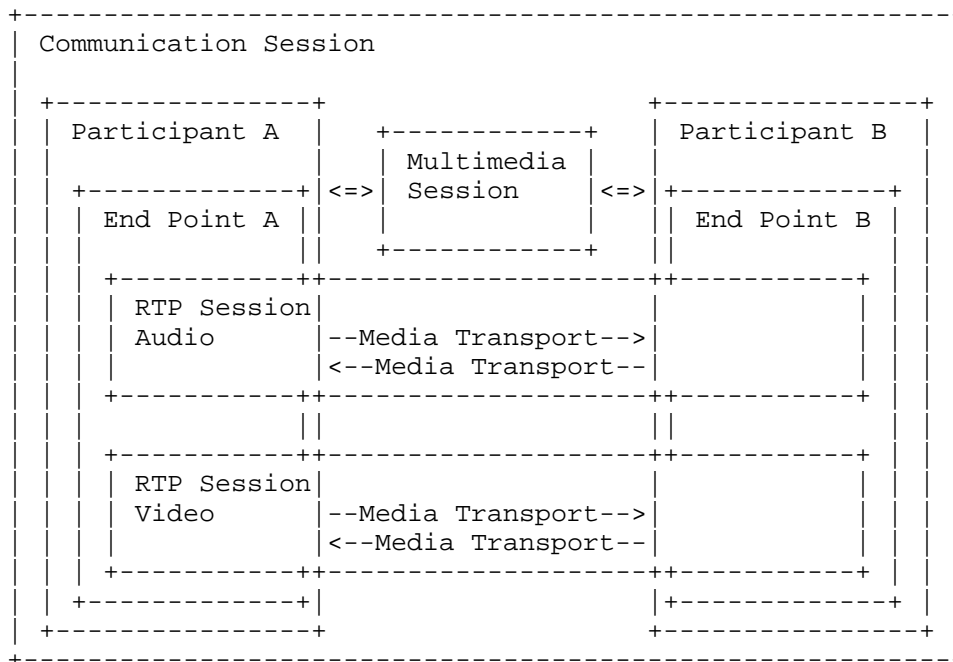 Communication Session
Participant A Participant B
Multimedia
<=> Session <=>
End Point A End Point B
RTP Session
Audio --Media Transport-->
<--Media Transport--
RTP Session
Video --Media Transport-->
<--Media Transport--